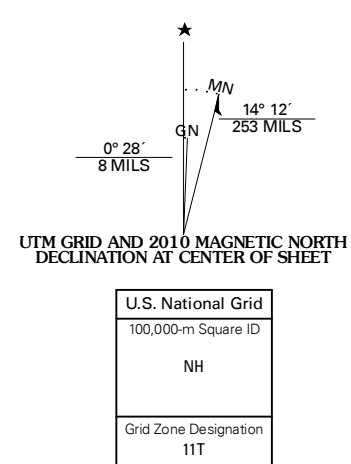 MN
GN
14° 12´
253 MILS
0° 28´
8 MILS
UTM GRID AND 2010 MAGNETIC NORTH
DECLINATION AT CENTER OF SHEET
U.S. National Grid
100,000-m Square ID
NH
Grid Zone Designation
11T